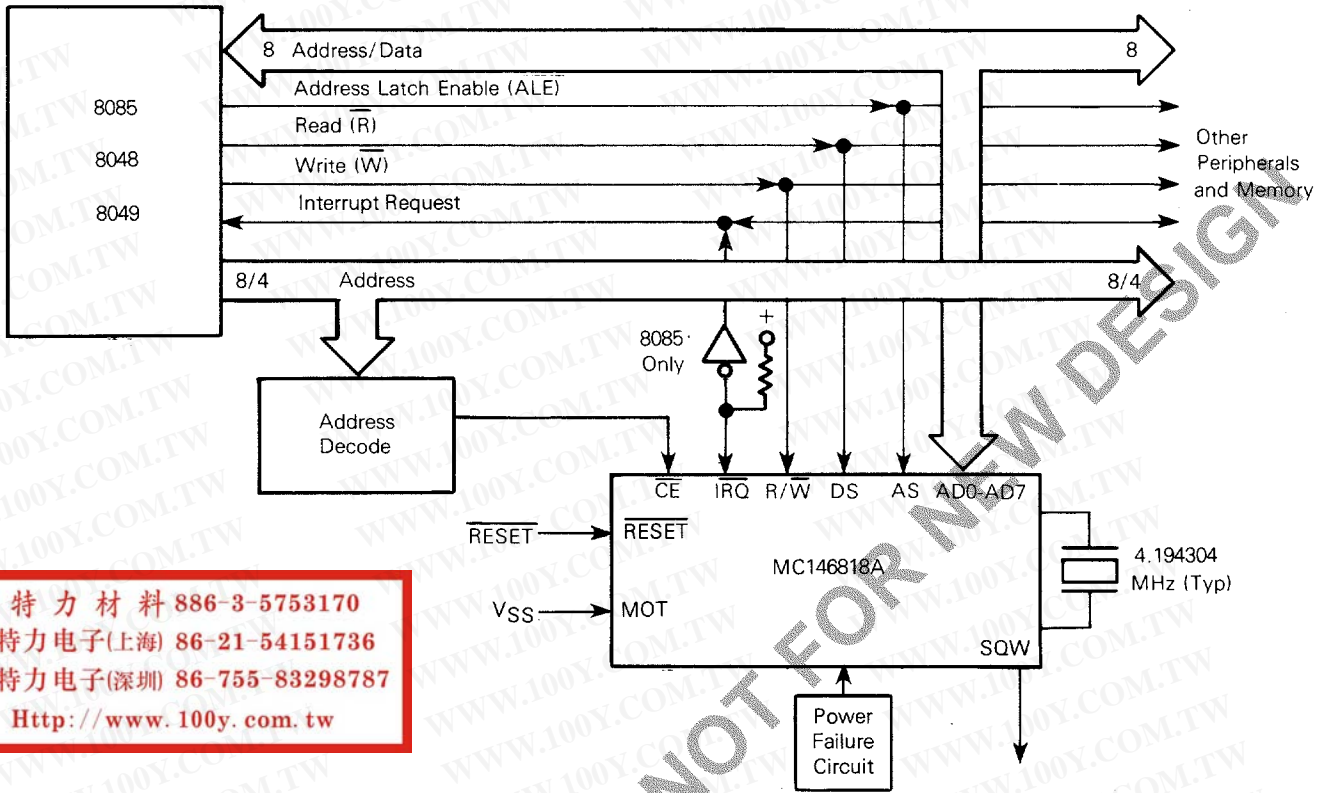 8 Address/Data 8
Address Latch Enable (ALE)
8085
Read (R̅)
Other
Peripherals
and Memory
8048
Write (W̅)
8049
Interrupt Request
8/4 Address 8/4
+
8085
Only
Address
Decode
C̅E̅ I̅R̅Q̅ R/W̅ DS AS AD0-AD7
R̅E̅S̅E̅T̅ R̅E̅S̅E̅T̅
MC146818A
4.194304
MHz (Typ)
VSS MOT
SQW
Power
Failure
Circuit
NOT FOR NEW DESIGN
特力材料 886-3-5753170
特力电子(上海) 86-21-54151736
特力电子(深圳) 86-755-83298787
Http://www.100y.com.tw
WWW.100Y.COM.TW